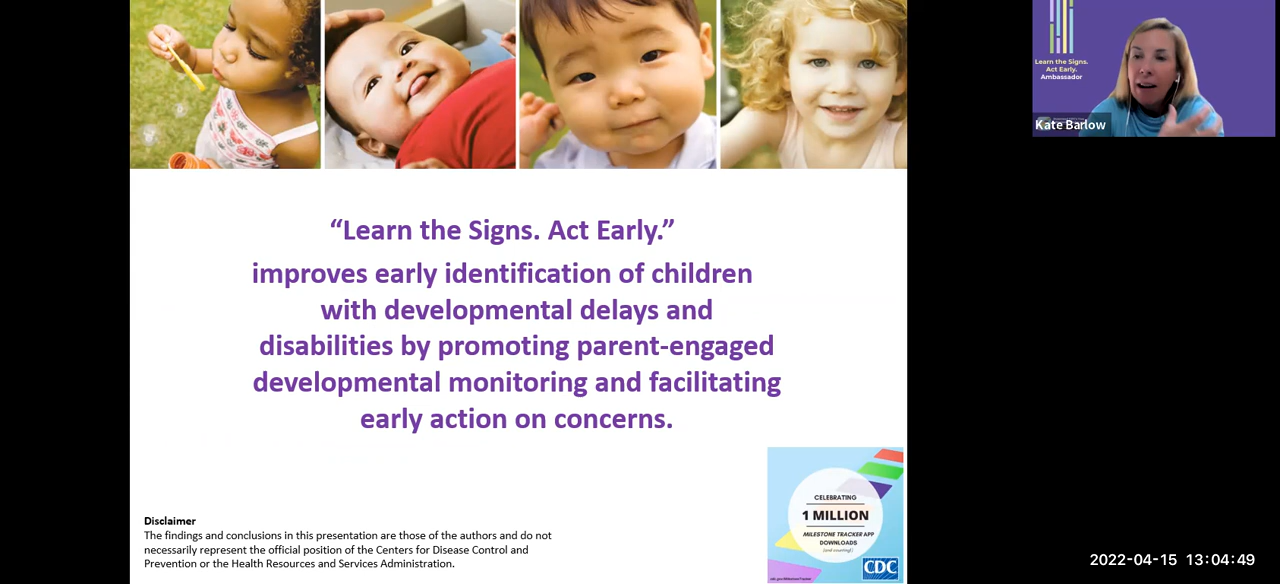 Learn the Signs.
Act Early.
Ambassador
Kate Barlow
“Learn the Signs. Act Early.”
improves early identification of children
with developmental delays and
disabilities by promoting parent-engaged
developmental monitoring and facilitating
early action on concerns.
CELEBRATING
1 MILLION
MILESTONE TRACKER APP
DOWNLOADS
(and counting!)
CDC
cdc.gov/MilestoneTracker
Disclaimer
The findings and conclusions in this presentation are those of the authors and do not
necessarily represent the official position of the Centers for Disease Control and
Prevention or the Health Resources and Services Administration.
2022-04-15 13:04:49